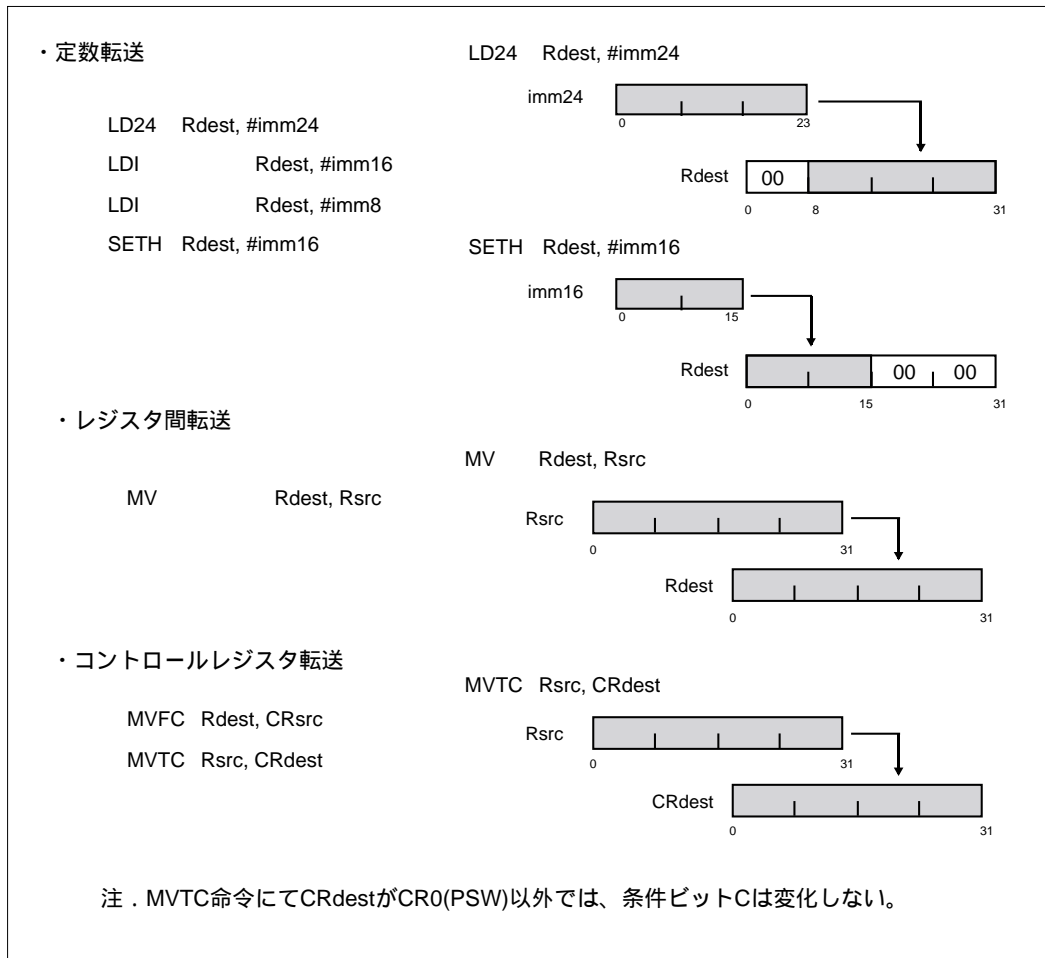 ・定数転送
LD24 Rdest, #imm24
LDI Rdest, #imm16
LDI Rdest, #imm8
SETH Rdest, #imm16
LD24 Rdest, #imm24
imm24
0 23
Rdest 00
0 8 31
SETH Rdest, #imm16
imm16
0 15
Rdest 00 00
0 15 31
・レジスタ間転送
MV Rdest, Rsrc
MV Rdest, Rsrc
Rsrc
0 31
Rdest
0 31
・コントロールレジスタ転送
MVFC Rdest, CRsrc
MVTC Rsrc, CRdest
MVTC Rsrc, CRdest
Rsrc
0 31
CRdest
0 31
注．MVTC命令にてCRdestがCR0(PSW)以外では、条件ビットCは変化しない。